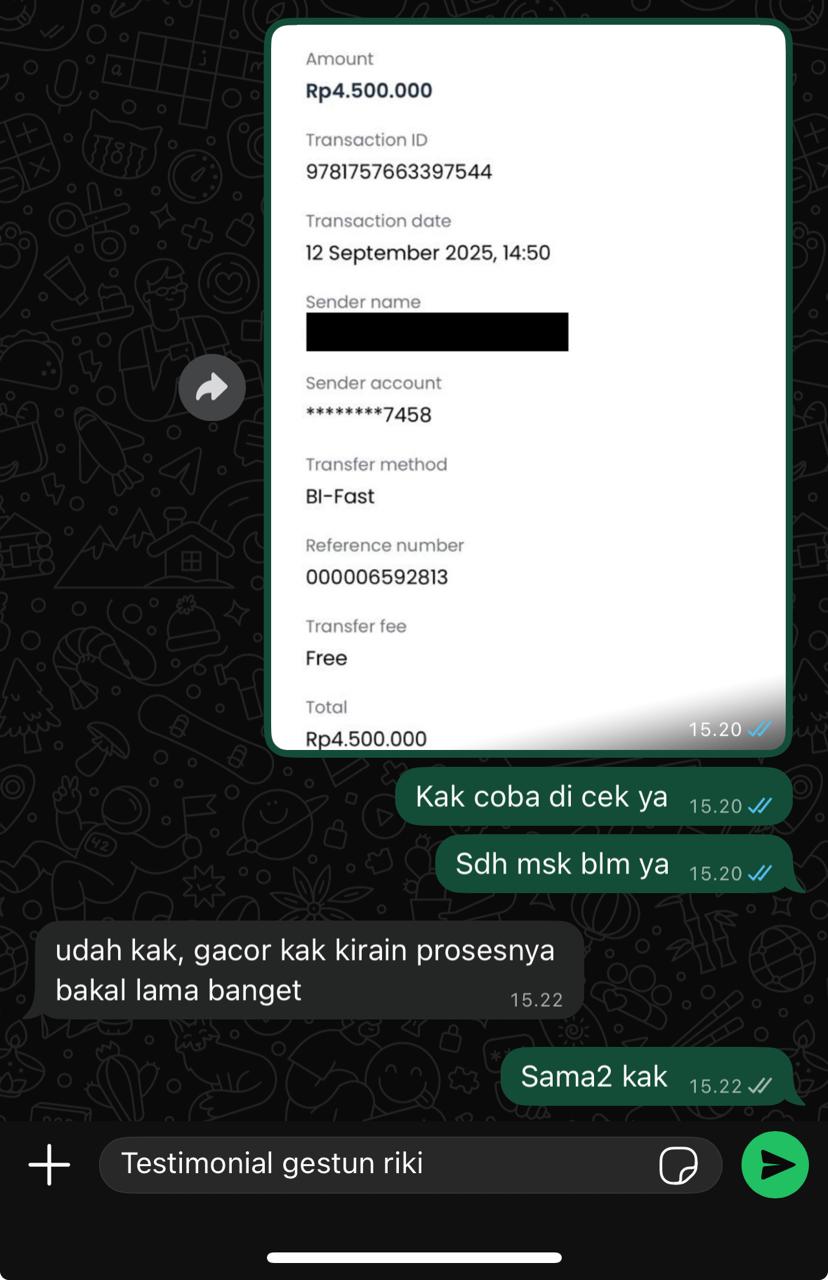 Amount
Rp4.500.000
Transaction ID
9781757663397544
Transaction date
12 September 2025, 14:50
Sender name
Sender account
********7458
Transfer method
BI-Fast
Reference number
000006592813
Transfer fee
Free
Total
Rp4.500.000
15.20
Kak coba di cek ya 15.20
Sdh msk blm ya 15.20
udah kak, gacor kak kirain prosesnya
bakal lama banget 15.22
Sama2 kak 15.22
Testimonial gestun riki